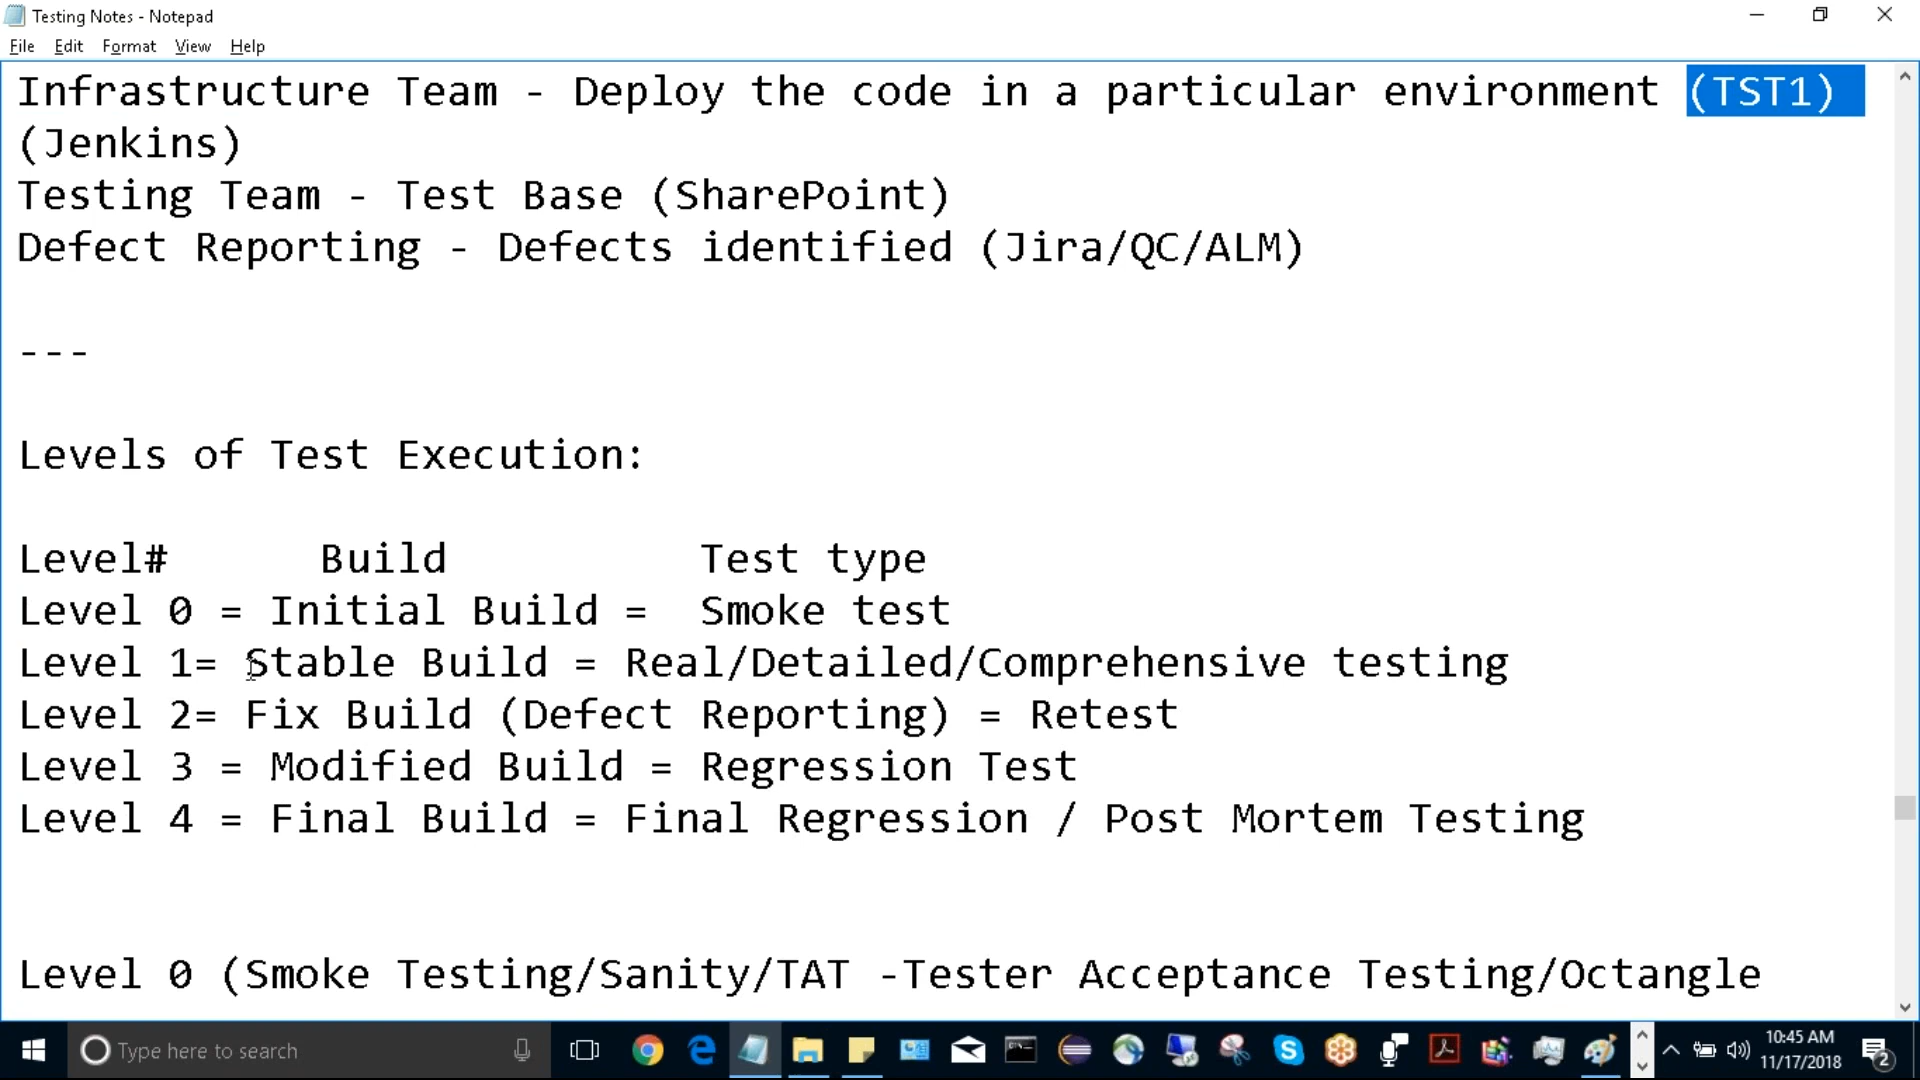 Testing Notes - Notepad
File Edit Format View Help
Infrastructure Team - Deploy the code in a particular environment (TST1)
(Jenkins)
Testing Team - Test Base (SharePoint)
Defect Reporting - Defects identified (Jira/QC/ALM)
---
Levels of Test Execution:
Level# Build Test type
Level 0 = Initial Build = Smoke test
Level 1= Stable Build = Real/Detailed/Comprehensive testing
Level 2= Fix Build (Defect Reporting) = Retest
Level 3 = Modified Build = Regression Test
Level 4 = Final Build = Final Regression / Post Mortem Testing
Level 0 (Smoke Testing/Sanity/TAT -Tester Acceptance Testing/Octangle
Type here to search
10:45 AM
11/17/2018
2